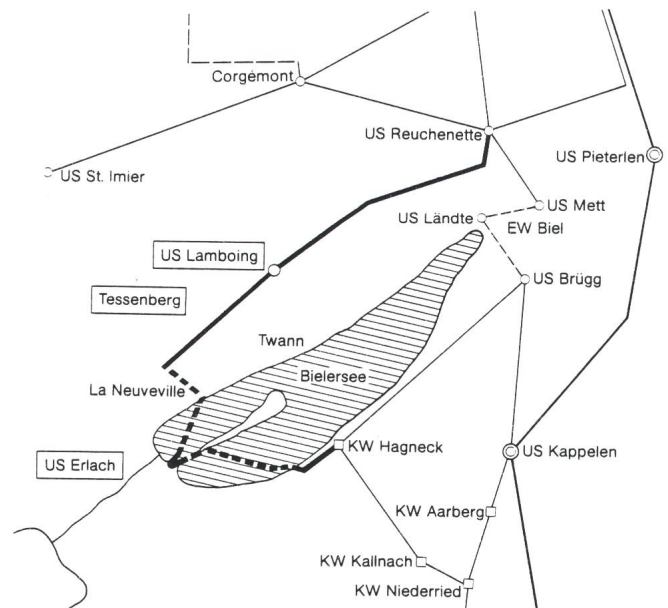 Corgémont
US Reuchenette
US Pieterlen
US St. Imier
US Mett
US Ländte
EW Biel
US Lamboing
US Brügg
Tessenberg
Twann
Bielersee
La Neuveville
KW Hagneck
US Kappelen
US Erlach
KW Aarberg
KW Kallnach
KW Niederried